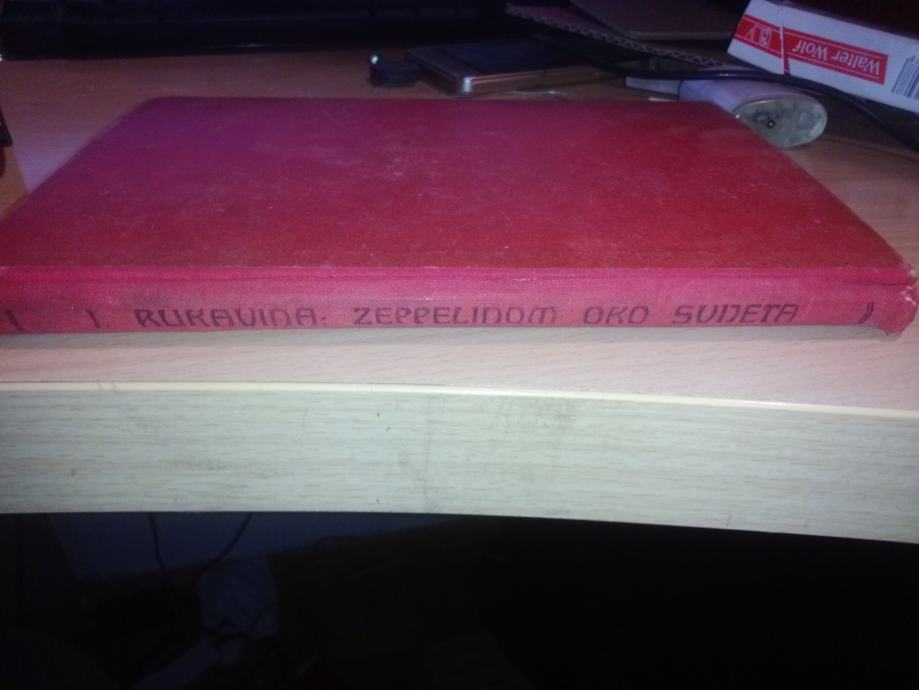 Walter Wolf
I. RUKAVINA: ZEPPELINOM OKO SVIJETA